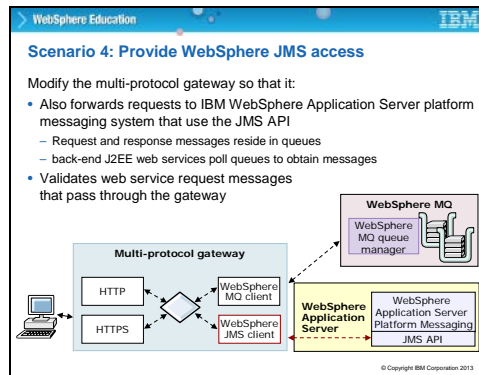 WebSphere Education
IBM
Scenario 4: Provide WebSphere JMS access
Modify the multi-protocol gateway so that it:
• Also forwards requests to IBM WebSphere Application Server platform
messaging system that use the JMS API
– Request and response messages reside in queues
– back-end J2EE web services poll queues to obtain messages
• Validates web service request messages
that pass through the gateway
WebSphere MQ
WebSphere
MQ queue
manager
Multi-protocol gateway
HTTP
WebSphere
MQ client
HTTPS
WebSphere
JMS client
WebSphere
Application
Server
WebSphere
Application Server
Platform Messaging
JMS API
© Copyright IBM Corporation 2013